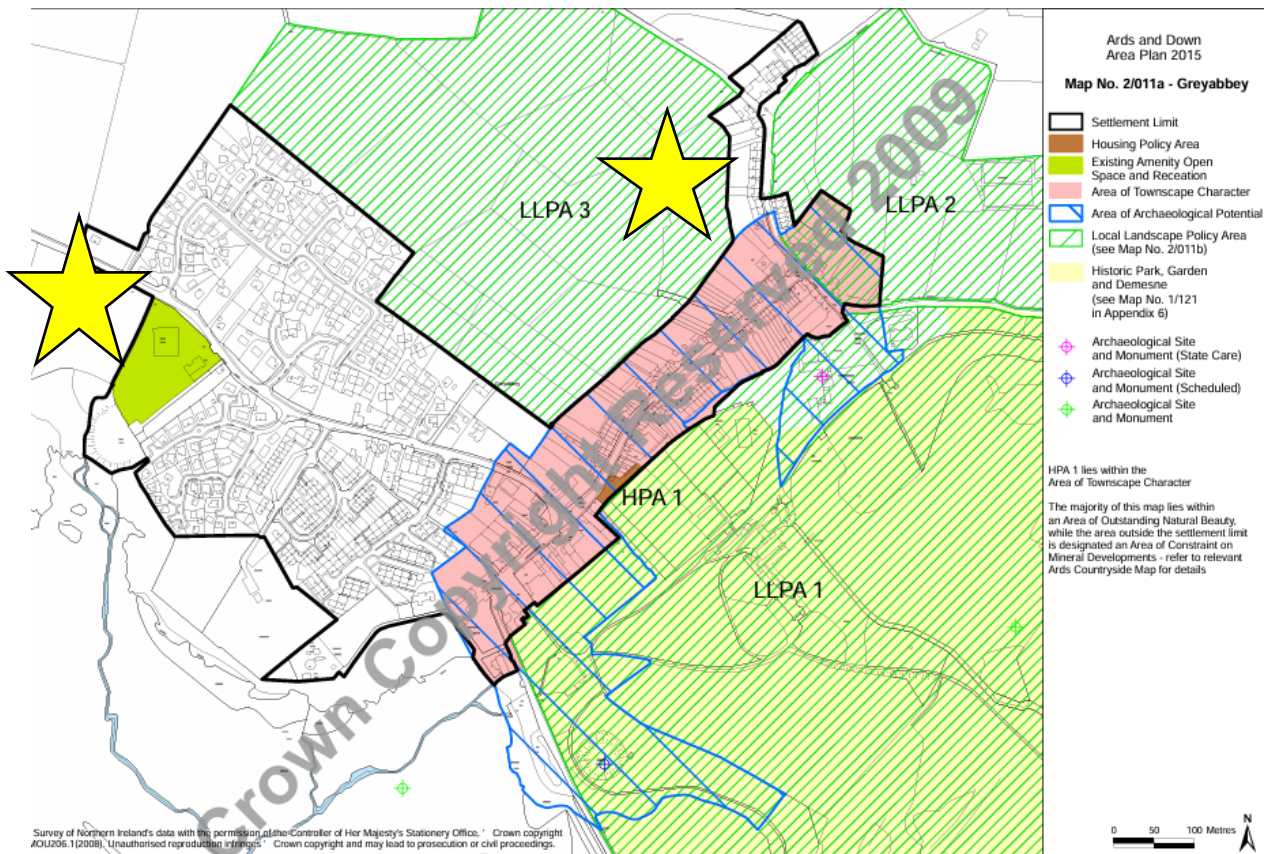 Ards and Down
Area Plan 2015
Map No. 2/011a - Greyabbey
Settlement Limit
Housing Policy Area
Existing Amenity Open
Space and Receation
Area of Townscape Character
Area of Archaeological Potential
Local Landscape Policy Area
(see Map No. 2/011b)
Historic Park, Garden
and Demesne
(see Map No. 1/121
in Appendix 6)
Archaeological Site
and Monument (State Care)
Archaeological Site
and Monument (Scheduled)
Archaeological Site
and Monument
HPA 1 lies within the
Area of Townscape Character
The majority of this map lies within
an Area of Outstanding Natural Beauty,
while the area outside the settlement limit
is designated an Area of Constraint on
Mineral Developments - refer to relevant
Ards Countryside Map for details
0 50 100 Metres
N
LLPA 3
LLPA 2
Greyabbey
HPA 1
LLPA 1
Crown Copyright Reserved 2009
Survey of Northern Ireland's data with the permission of the Controller of Her Majesty's Stationery Office, ' Crown copyright
MOU206.1(2008). Unauthorised reproduction infringes ' Crown copyright and may lead to prosecution or civil proceedings.